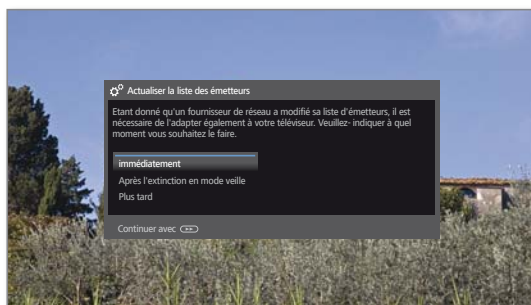 Actualiser la liste des émetteurs
Etant donné qu'un fournisseur de réseau a modifié sa liste d'émetteurs, il est
nécessaire de l'adapter également à votre téléviseur. Veuillez- indiquer à quel
moment vous souhaitez le faire.
immédiatement
Après l'extinction en mode veille
Plus tard
Continuer avec